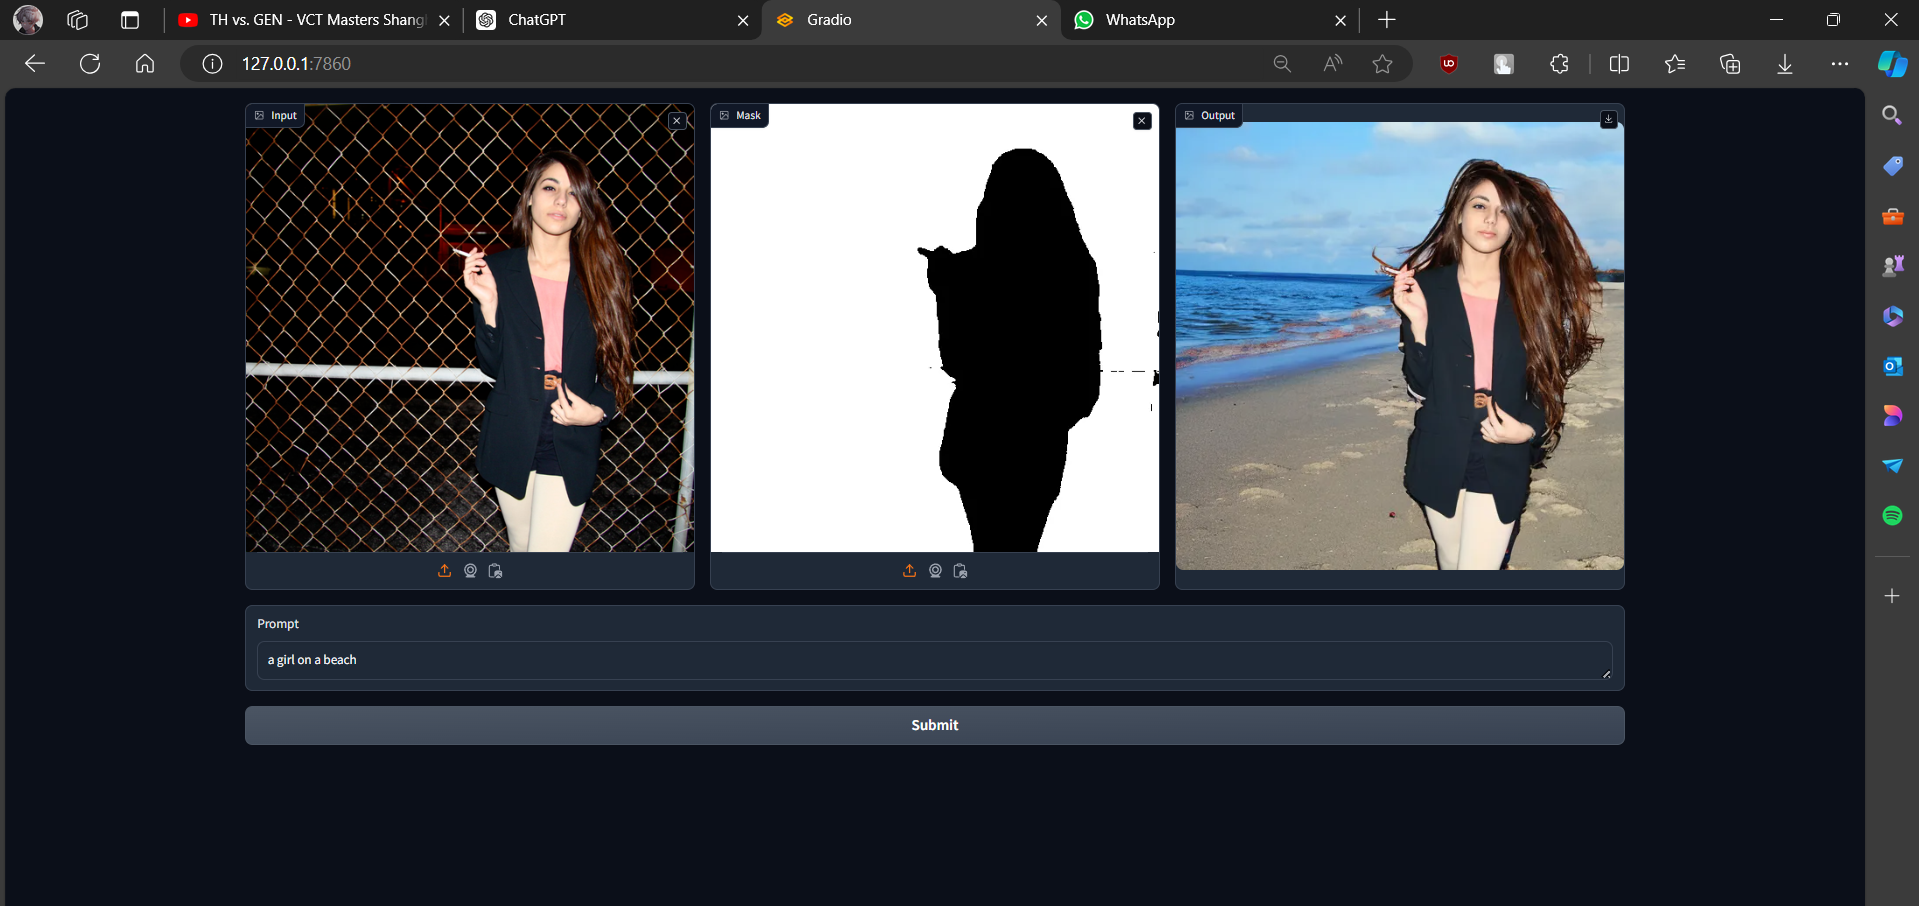 TH vs. GEN - VCT Masters Shang
ChatGPT
Gradio
WhatsApp
127.0.0.1:7860
Input
Mask
Output
Prompt
a girl on a beach
Submit